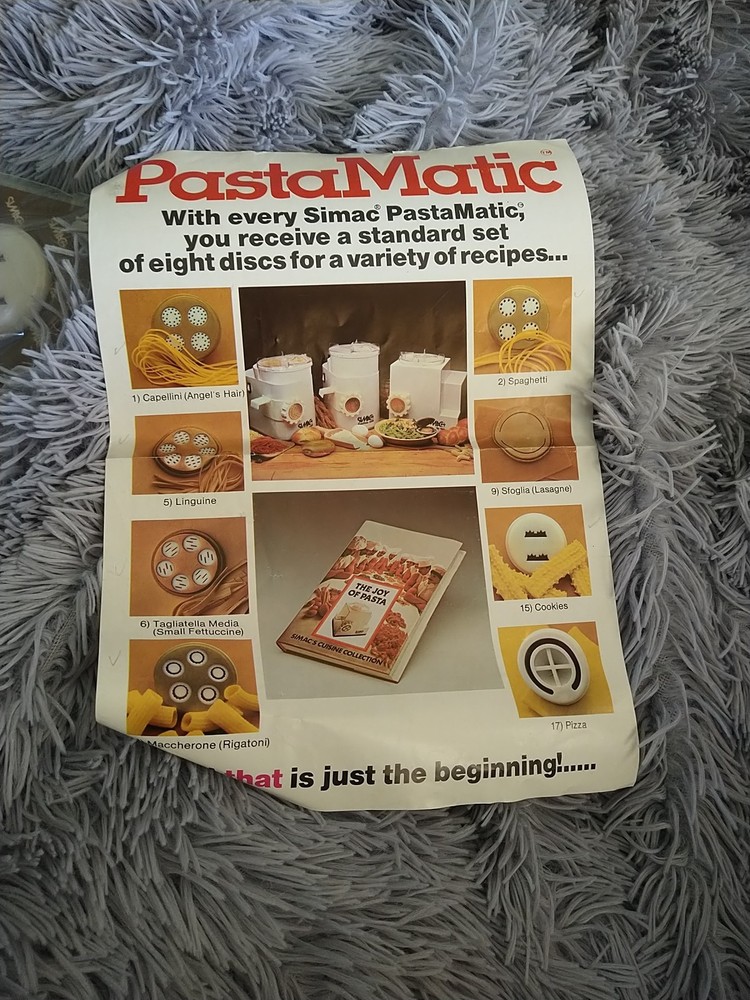 PastaMatic
With every Simac® PastaMatic,®
you receive a standard set
of eight discs for a variety of recipes...
1) Capellini (Angel's Hair)
2) Spaghetti
5) Linguine
9) Sfoglia (Lasagne)
6) Tagliatella Media
(Small Fettuccine)
15) Cookies
Maccherone (Rigatoni)
17) Pizza
THE JOY
OF PASTA
SIMAC'S CUISINE COLLECTION
that is just the beginning!......
SIMAC